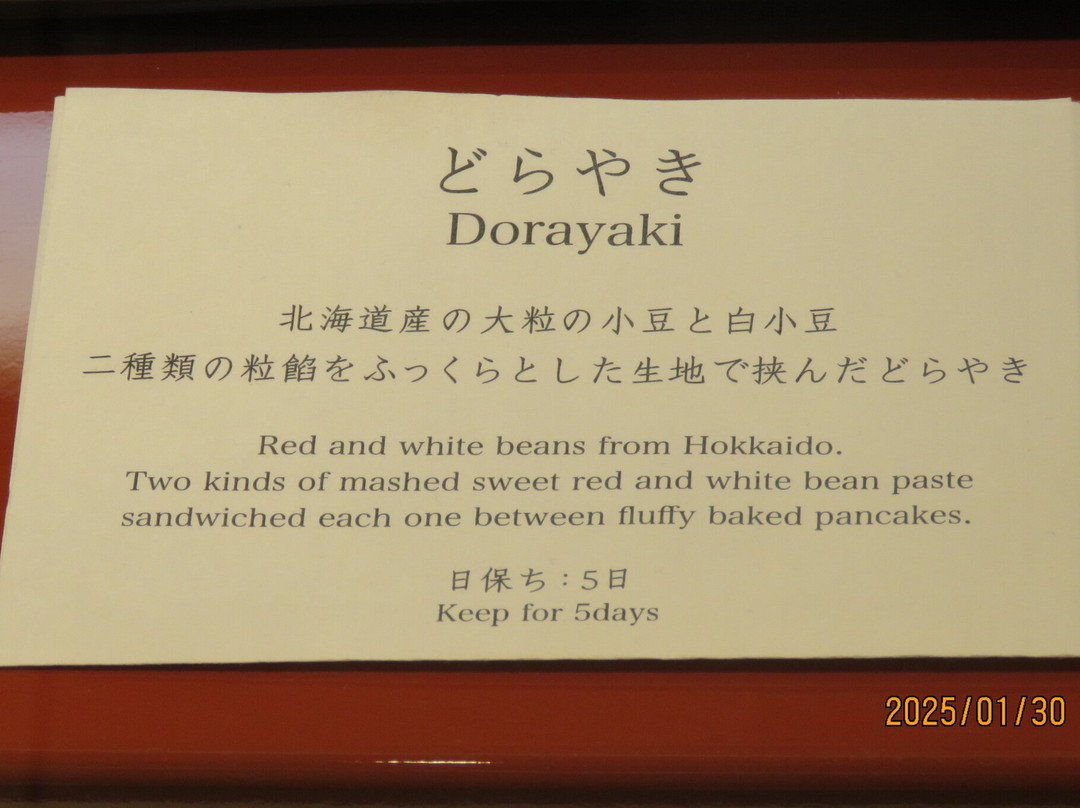 どらやき
Dorayaki
北海道産の大粒の小豆と白小豆
二種類の粒餡をふっくらとした生地で挟んだどらやき
Red and white beans from Hokkaido.
Two kinds of mashed sweet red and white bean paste
sandwiched each one between fluffy baked pancakes.
日保ち：5日
Keep for 5days
2025/01/30